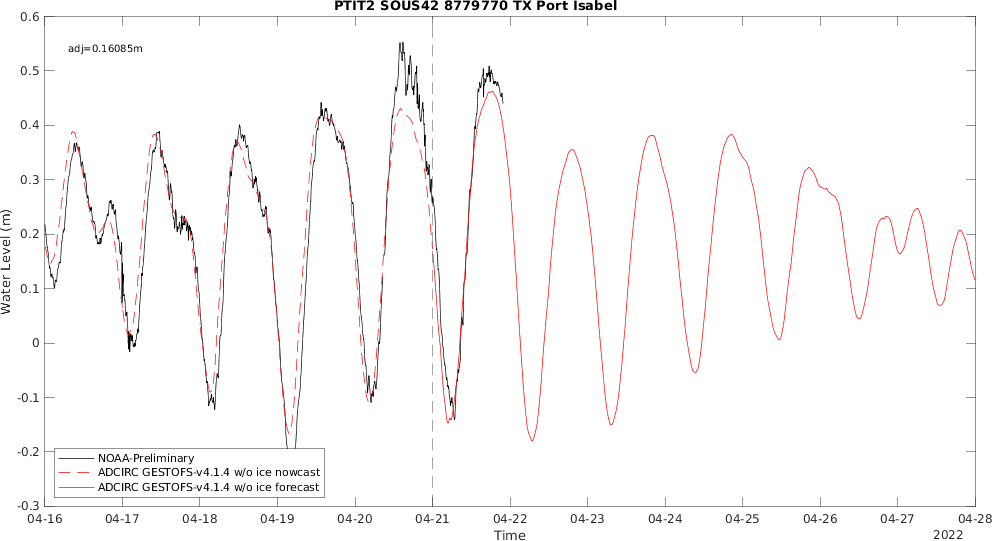 PTIT2 SOUS42 8779770 TX Port Isabel
adj=0.16085m
Water Level (m)
0.6
0.5
0.4
0.3
0.2
0.1
0
-0.1
-0.2
-0.3
NOAA-Preliminary
ADCIRC GESTOFS-v4.1.4 w/o ice nowcast
ADCIRC GESTOFS-v4.1.4 w/o ice forecast
04-16 04-17 04-18 04-19 04-20 04-21 04-22 04-23 04-24 04-25 04-26 04-27 04-28
Time
2022